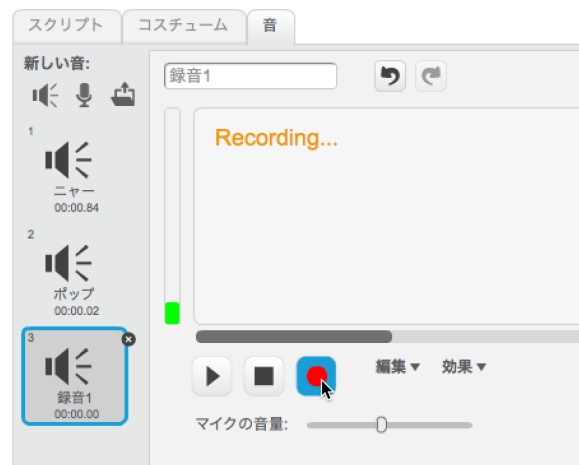 スクリプト
コスチューム
音
新しい音:
録音1
1
ニャー
00:00.84
2
ポップ
00:00.02
3
録音1
00:00.00
Recording...
編集▼
効果▼
マイクの音量: